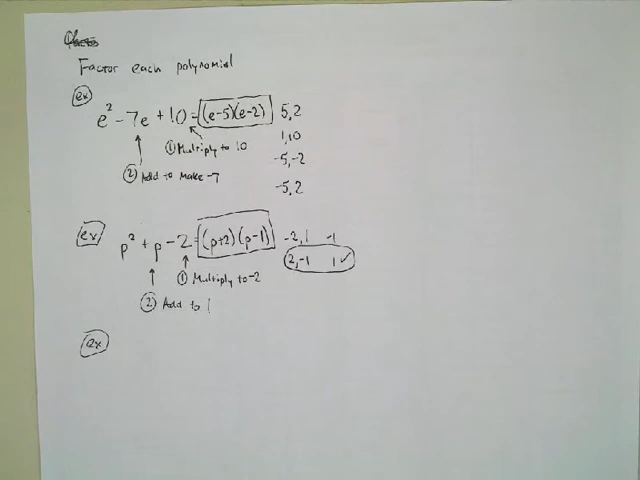 Factor each polynomial
ex
e² - 7e + 10 = (e-5)(e-2) 5,2
1,10
① Multiply to 10
-5,-2
② Add to make -7
-5,2
ex
p² + p - 2 = (p+2)(p-1) -2,1 -1
2,-1 1 ✓
① Multiply to -2
② Add to 1
ex